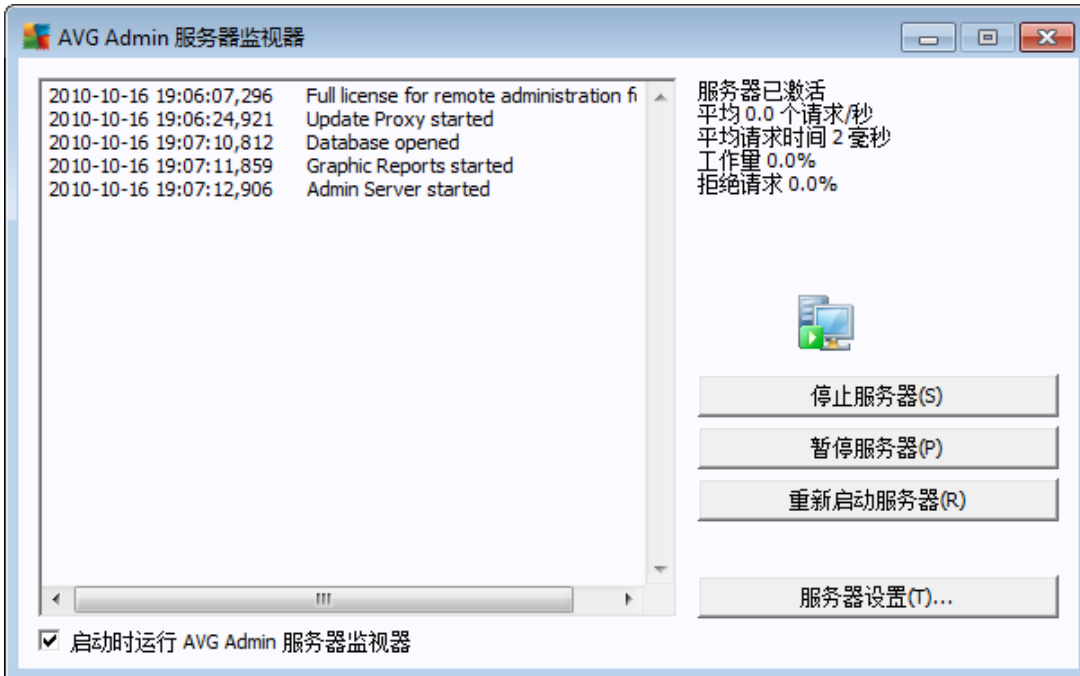 AVG Admin 服务器监视器
2010-10-16 19:06:07,296 Full license for remote administration
2010-10-16 19:06:24,921 Update Proxy started
2010-10-16 19:07:10,812 Database opened
2010-10-16 19:07:11,859 Graphic Reports started
2010-10-16 19:07:12,906 Admin Server started
服务器已激活
平均 0.0 个请求/秒
平均请求时间 2 毫秒
工作量 0.0%
拒绝请求 0.0%
停止服务器(S)
暂停服务器(P)
重新启动服务器(R)
服务器设置(T)...
启动时运行 AVG Admin 服务器监视器